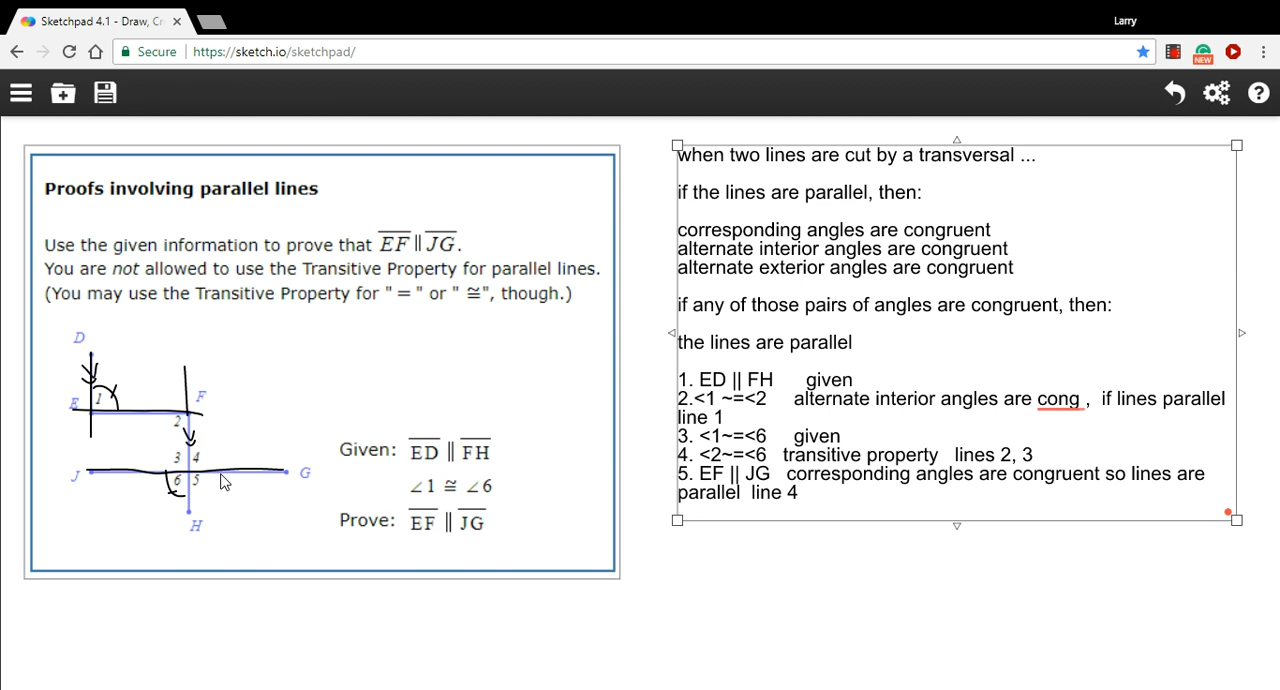 Sketchpad 4.1 - Draw, Cr
Larry
Secure https://sketch.io/sketchpad/
NEW
Proofs involving parallel lines
Use the given information to prove that EF || JG.
You are not allowed to use the Transitive Property for parallel lines.
(You may use the Transitive Property for " = " or " ≅", though.)
D
E 1 F
2
3 4
J G
6 5
H
Given: ED || FH
∠1 ≅ ∠6
Prove: EF || JG
when two lines are cut by a transversal ...
if the lines are parallel, then:
corresponding angles are congruent
alternate interior angles are congruent
alternate exterior angles are congruent
if any of those pairs of angles are congruent, then:
the lines are parallel
1. ED || FH given
2.<1 ~=<2 alternate interior angles are cong , if lines parallel
line 1
3. <1~=<6 given
4. <2~=<6 transitive property lines 2, 3
5. EF || JG corresponding angles are congruent so lines are
parallel line 4